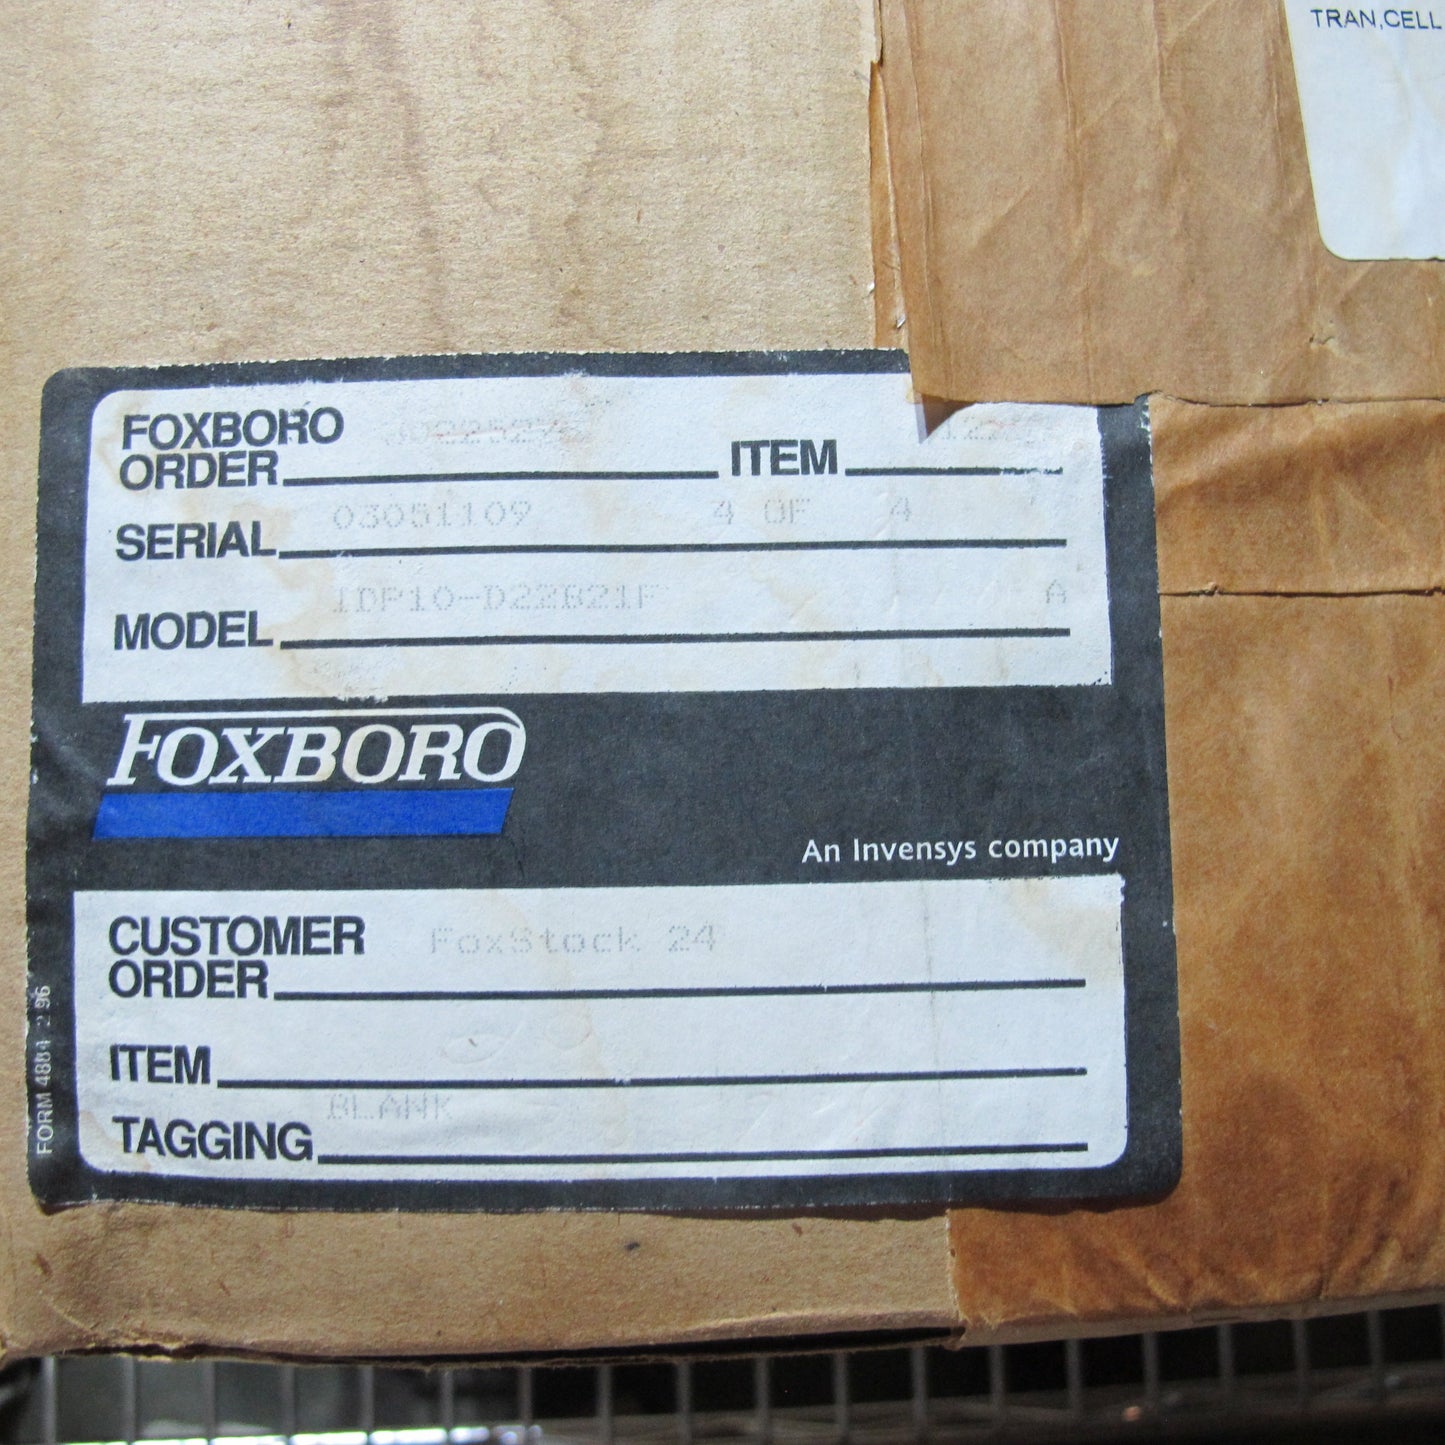 TRAN,CELL
FOXBORO
ORDER ITEM
03051109 4 OF 4
SERIAL
IDP10-D22B21F A
MODEL
FOXBORO
An Invensys company
CUSTOMER FoxStock 24
ORDER
ITEM
BLANK
TAGGING
FORM 4884 2 96